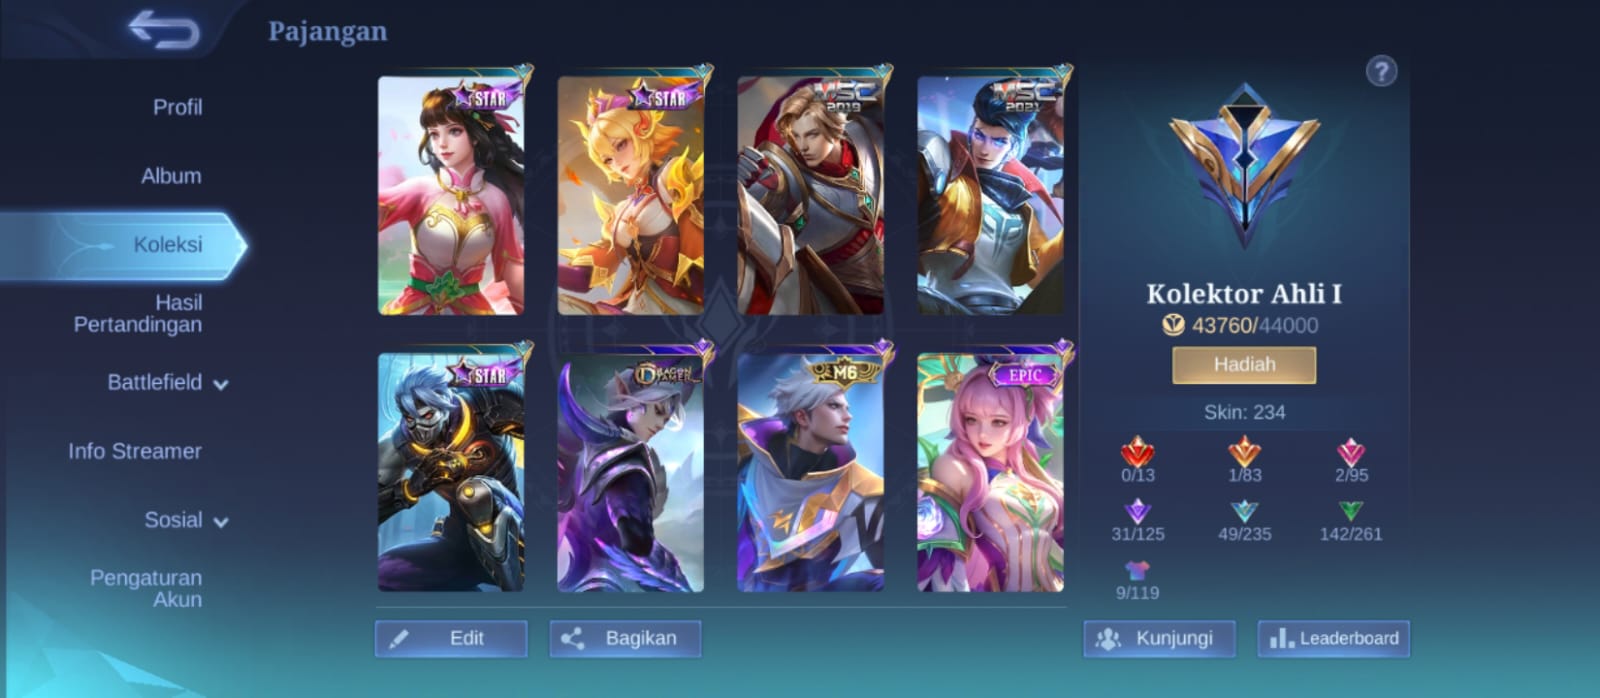 Pajangan
?
Profil
Album
Koleksi
Hasil
Pertandingan
Battlefield
Info Streamer
Sosial
Pengaturan
Akun
STAR
STAR
MSC
2019
MSC
2021
STAR
DRAGON
TAMER
M6
EPIC
Edit
Bagikan
Kolektor Ahli I
43760/44000
Hadiah
Skin: 234
0/13
1/83
2/95
31/125
49/235
142/261
9/119
Kunjungi
Leaderboard